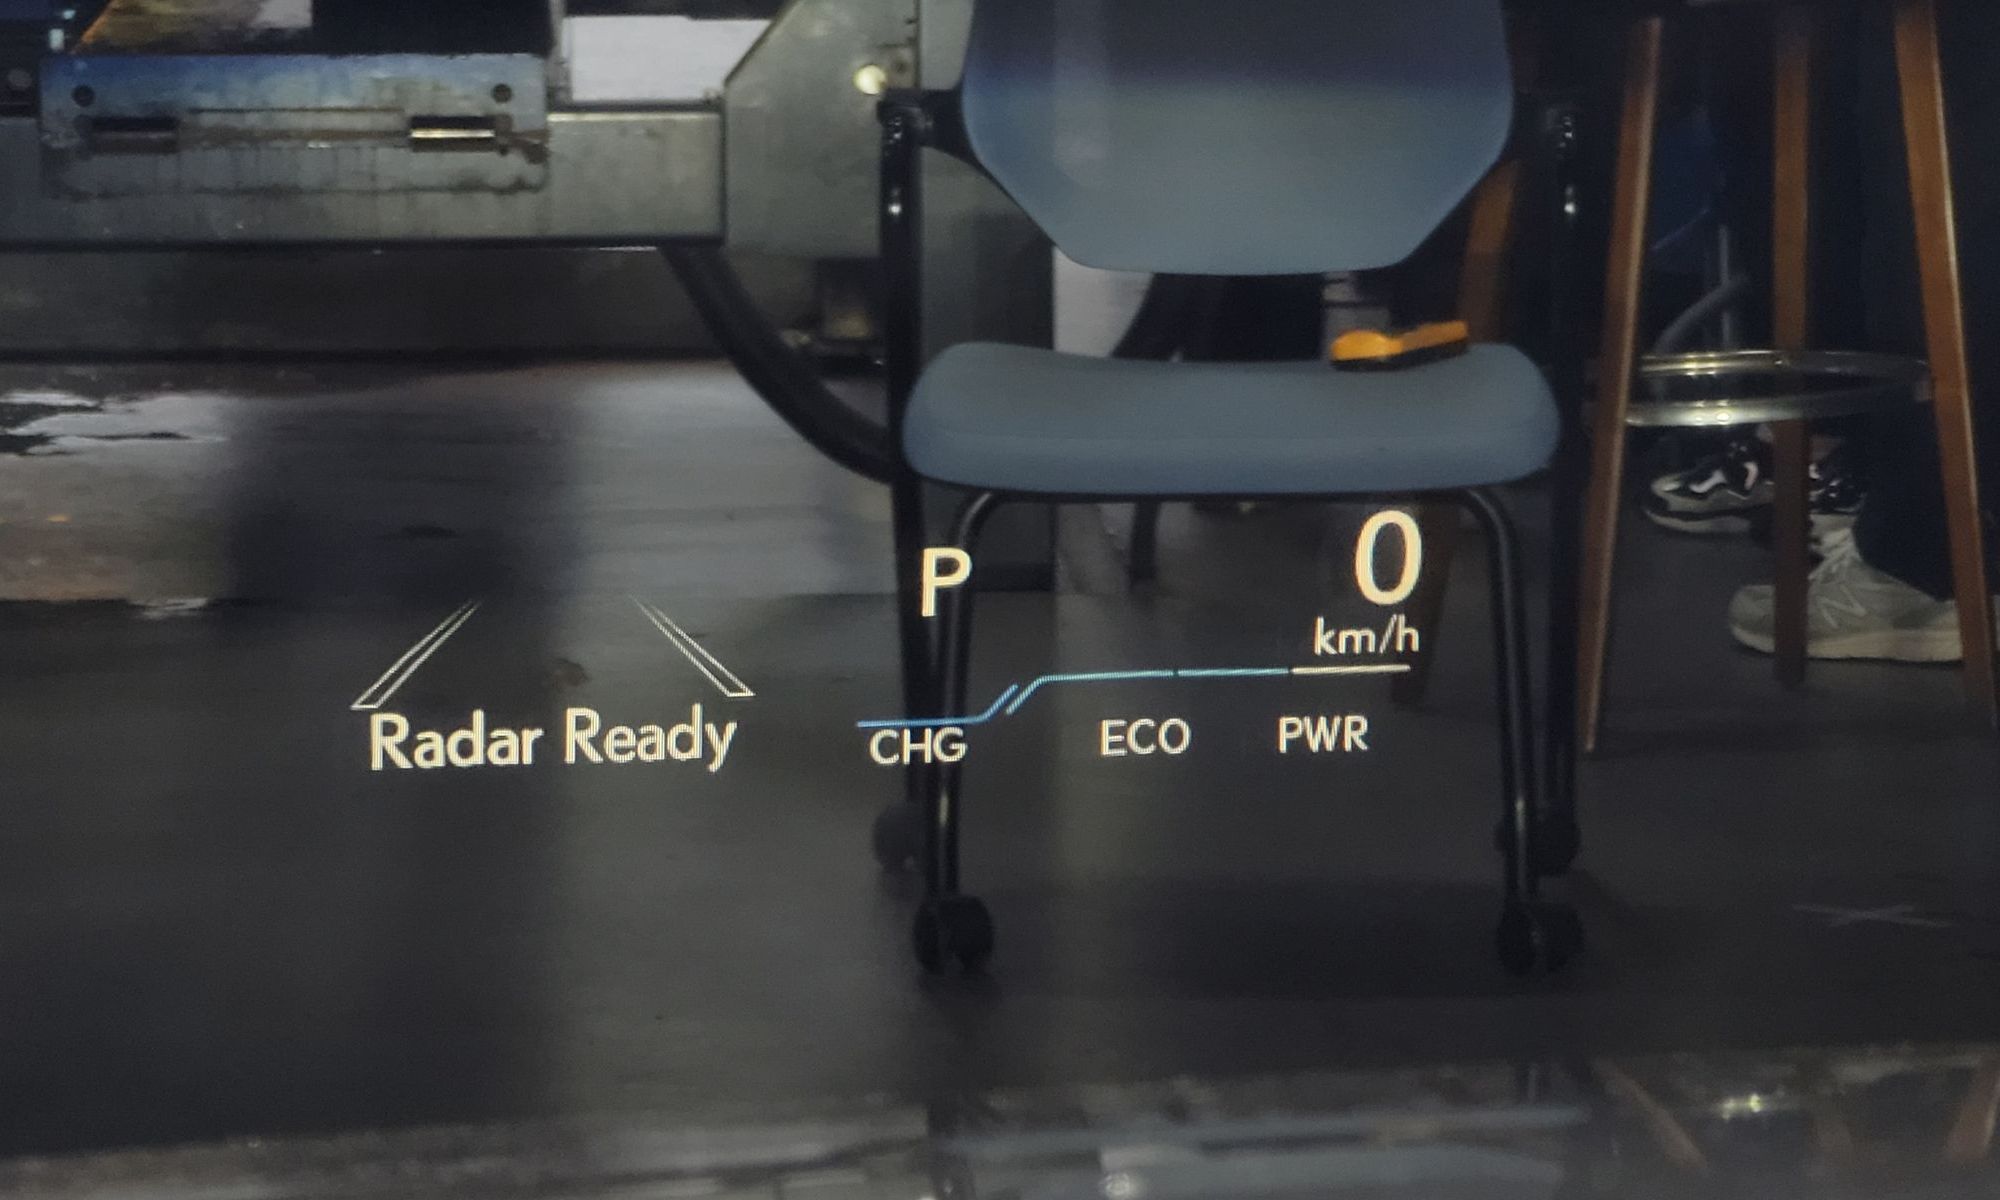 P
0
km/h
Radar Ready
CHG
ECO
PWR